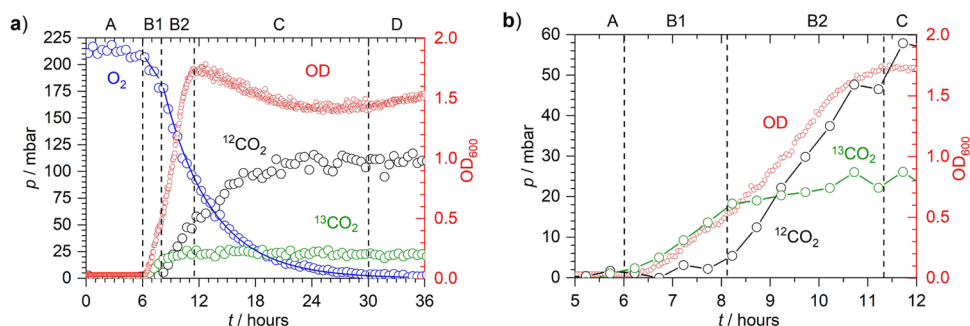 a)
A B1 B2 C D
225
200
175
150
125
100
75
50
25
0
p / mbar
O₂
OD
¹²CO₂
¹³CO₂
2.0
1.5
1.0
0.5
0.0
OD₆₀₀
0 6 12 18 24 30 36
t / hours
b)
A B1 B2 C
60
50
40
30
20
10
0
p / mbar
OD
¹³CO₂
¹²CO₂
2.0
1.5
1.0
0.5
0.0
OD₆₀₀
5 6 7 8 9 10 11 12
t / hours